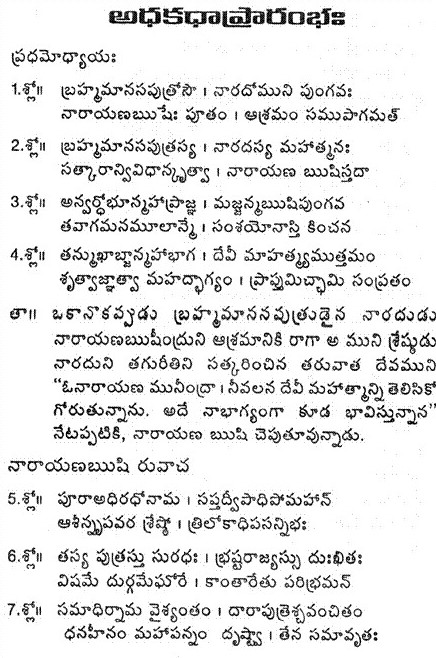 అధకధాప్రారంభః
ప్రధమోధ్యాయః
1.శ్లో॥ బ్రహ్మమానసపుత్రోసౌ । నారదోముని పుంగవః
నారాయణఋషేః పూతం । ఆశ్రమం సముపాగమత్
2.శ్లో॥ బ్రహ్మమానసపుత్రస్య । నారదస్య మహాత్మనః
సత్కారాన్వివిధాన్కృత్వా । నారాయణ ఋషిస్తదా
3.శ్లో॥ అన్వర్ధోభూన్మహాప్రాజ్ఞ । మజ్జన్మఋషిపుంగవ
తవాగమనమూలాన్మే । సంశయోనాస్తి కించన
4.శ్లో॥ తన్ముఖాబ్జాన్మహాభాగ । దేవీ మాహత్మ్యముత్తమం
శృత్వాజ్ఞాత్వా మహద్భాగ్యం । ప్రాప్తుమిచ్ఛామి సంప్రతం
తా॥ ఒకానొకప్పడు బ్రహ్మమానసపుత్రుడైన నారదుడు
నారాయణఋషీంద్రుని ఆశ్రమానికి రాగా అ ముని శ్రేష్ఠుడు
నారదుని తగురీతిని సత్కరించిన తరువాత దేవముని
"ఓనారాయణ మునీంద్రా । నీవలన దేవీ మహాత్మాన్ని తెలిసికో
గోరుతున్నాను. అదే నాభాగ్యంగా కూడ భావిస్తున్నాన"
నేటప్పటికి, నారాయణ ఋషి చెపుతూవున్నాడు.
నారాయణఋషి రువాచ
5.శ్లో॥ పూరాఅధిరధోనామ । సప్తద్వీపాధిపోమహాన్
ఆశీన్నృపవర శ్రేష్ఠో । త్రిలోకాధిపసన్నిభః
6.శ్లో॥ తస్య పుత్రస్తు సురధః । భ్రష్టరాజ్యస్సు దుఃఖితః
విషమే దుర్గమేఘోరే । కాంతారేతు పరిభ్రమన్
7.శ్లో॥ సమాధిర్నామ వైశ్యంతం । దారాపుత్రైశ్చవంచితం
ధనహీనం మహాపన్నం దృష్ట్వా । తేన సమావృతః